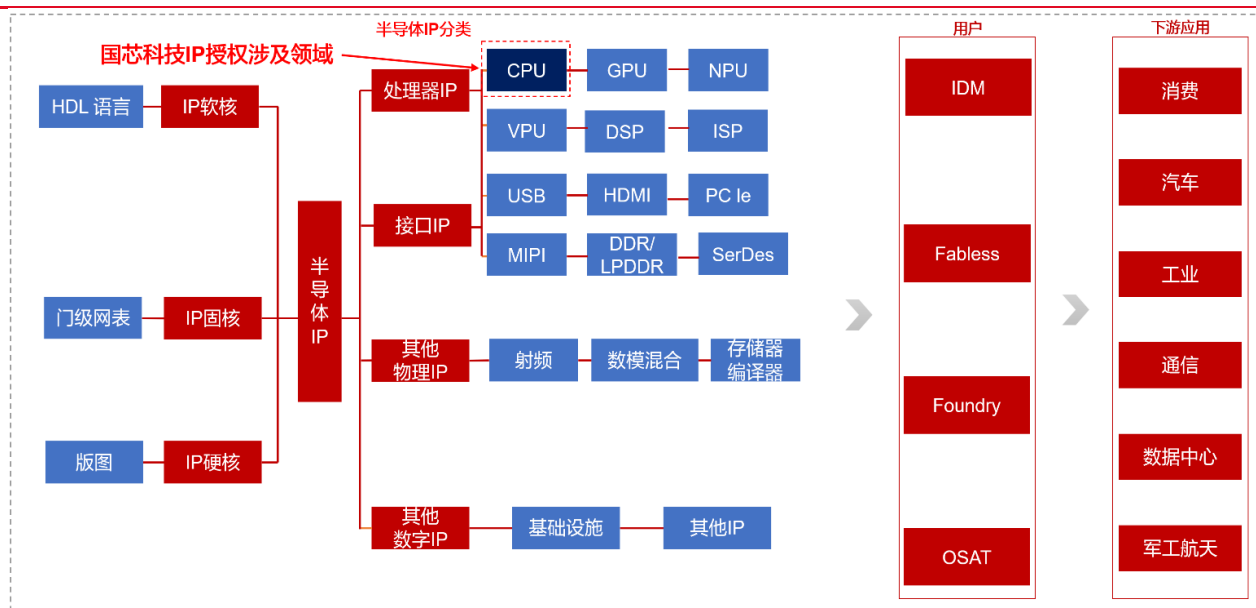 半导体IP分类
国芯科技IP授权涉及领域
HDL 语言
IP软核
门级网表
IP固核
版图
IP硬核
半
导
体
IP
处理器IP
CPU
GPU
NPU
VPU
DSP
ISP
接口IP
USB
HDMI
PC Ie
MIPI
DDR/
LPDDR
SerDes
其他
物理IP
射频
数模混合
存储器
编译器
其他
数字IP
基础设施
其他IP
用户
IDM
Fabless
Foundry
OSAT
下游应用
消费
汽车
工业
通信
数据中心
军工航天